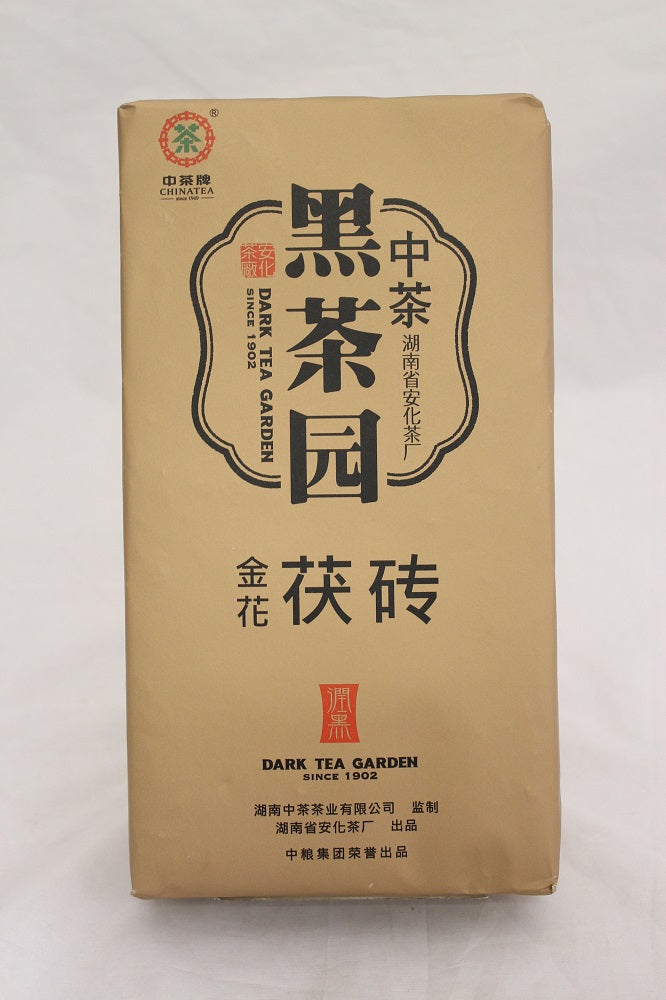 茶
®
中茶牌
CHINATEA
since 1949
中茶
湖南省安化茶厂
黑茶园
安化
茶厰
DARK TEA GARDEN
SINCE 1902
金花
茯砖
潤黑
DARK TEA GARDEN
SINCE 1902
湖南中茶茶业有限公司 监制
湖南省安化茶厂 出品
中粮集团荣誉出品